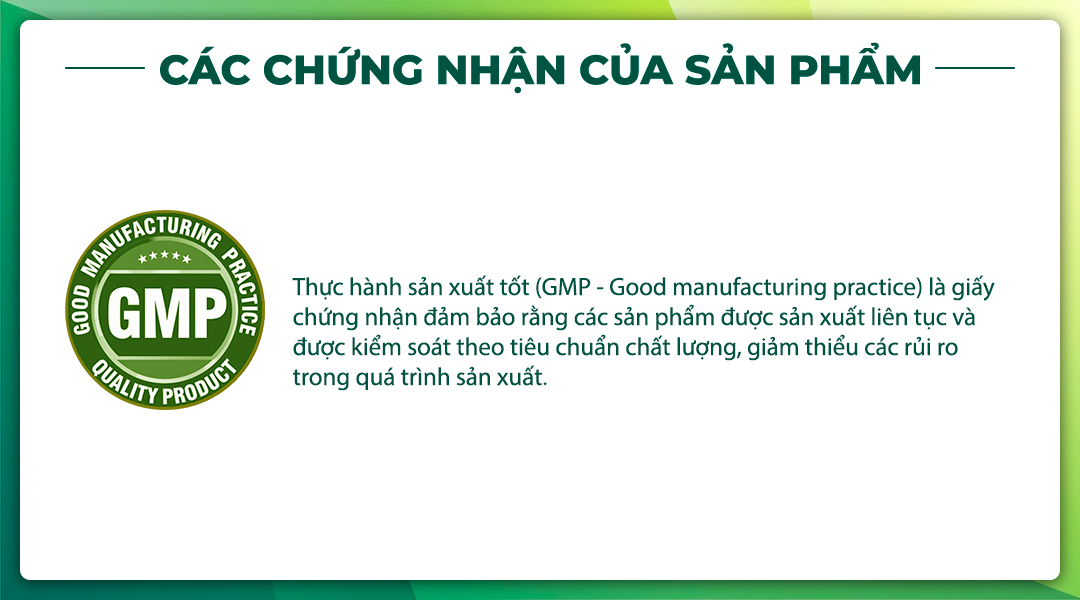 CÁC CHỨNG NHẬN CỦA SẢN PHẨM
GOOD MANUFACTURING PRACTICE
GMP
QUALITY PRODUCT
Thực hành sản xuất tốt (GMP - Good manufacturing practice) là giấy
chứng nhận đảm bảo rằng các sản phẩm được sản xuất liên tục và
được kiểm soát theo tiêu chuẩn chất lượng, giảm thiểu các rủi ro
trong quá trình sản xuất.